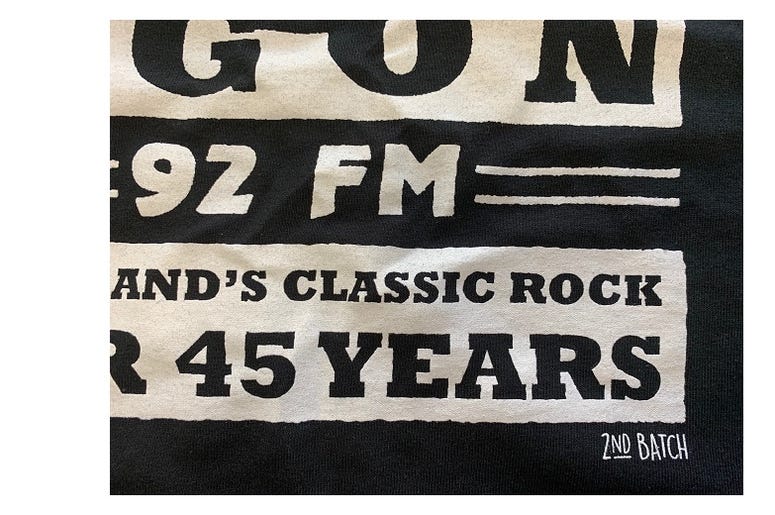 GON
92 FM
AND'S CLASSIC ROCK
R 45 YEARS
2ND BATCH